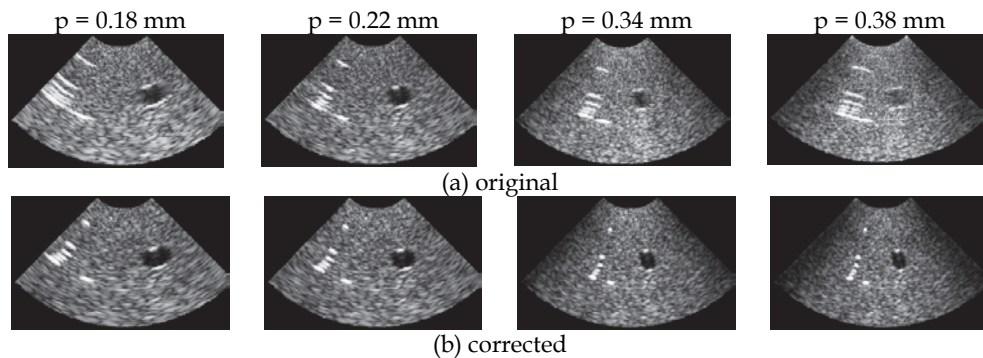 p = 0.18 mm p = 0.22 mm p = 0.34 mm p = 0.38 mm
(a) original
(b) corrected